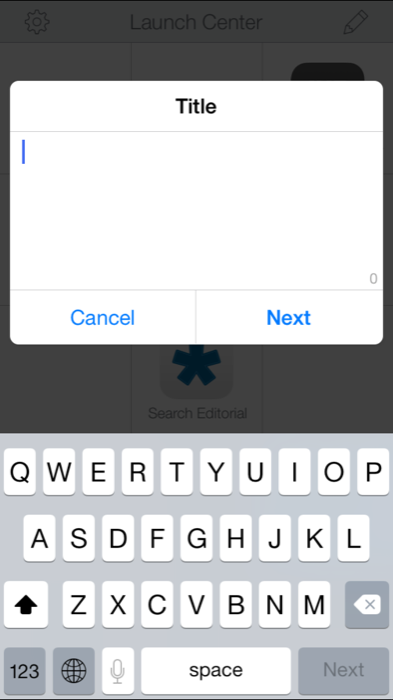 Launch Center
Title
0
Cancel Next
Search Editorial
Q W E R T Y U I O P
A S D F G H J K L
Z X C V B N M
123 space Next